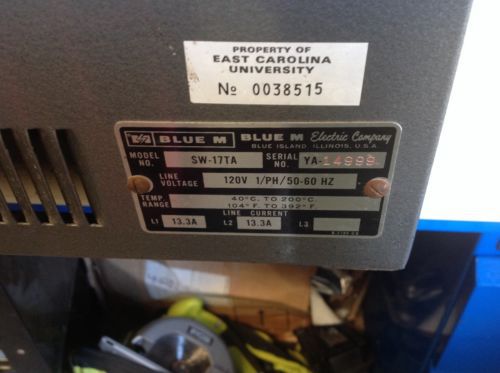 PROPERTY OF
EAST CAROLINA
UNIVERSITY
No 0038515
BLUE M BLUE M Electric Company
BLUE ISLAND, ILLINOIS, U.S.A.
MODEL NO. SW-17TA SERIAL NO. YA-14999
LINE VOLTAGE 120V 1/PH/50-60 HZ
TEMP. RANGE 40°C. TO 200°C.
104°F. TO 392°F.
LINE CURRENT
L1 13.3A L2 13.3A L3